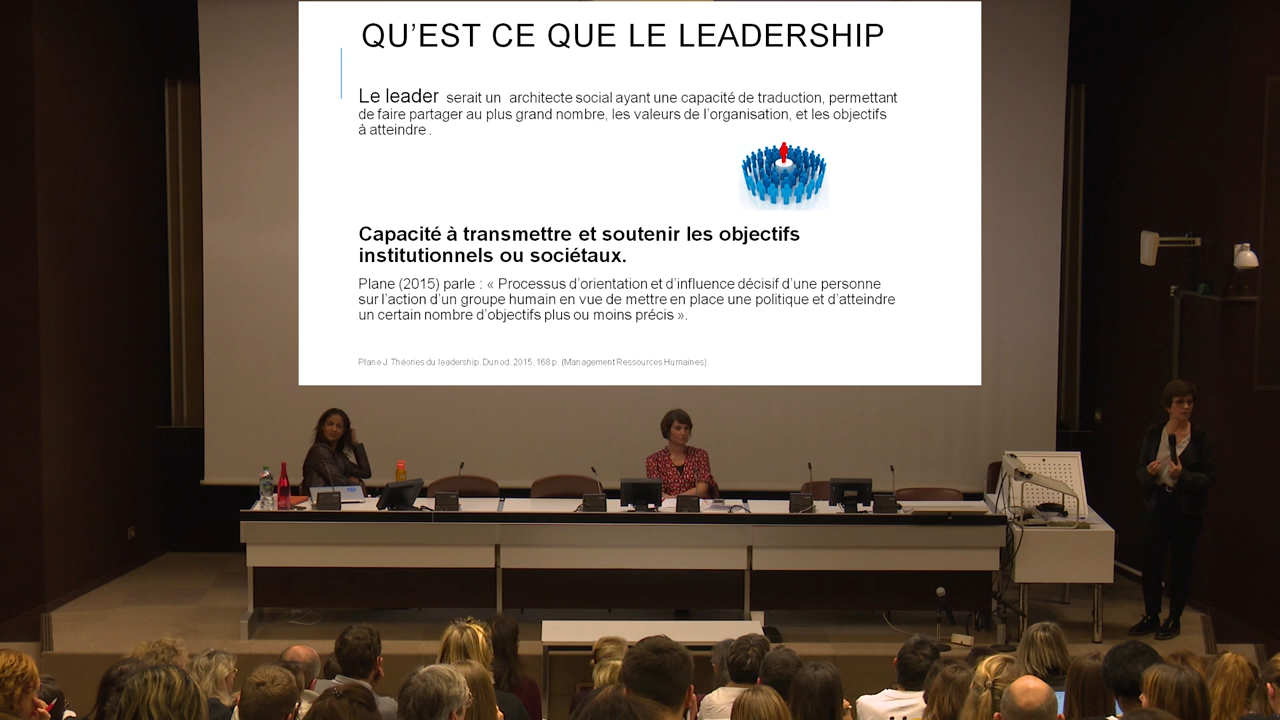 QU’EST CE QUE LE LEADERSHIP
Le leader serait un architecte social ayant une capacité de traduction, permettant
de faire partager au plus grand nombre, les valeurs de l’organisation, et les objectifs
à atteindre .
Capacité à transmettre et soutenir les objectifs
institutionnels ou sociétaux.
Plane (2015) parle : « Processus d’orientation et d’influence décisif d’une personne
sur l’action d’un groupe humain en vue de mettre en place une politique et d’atteindre
un certain nombre d’objectifs plus ou moins précis ».
Plane J. Théories du leadership. Dunod. 2015. 168 p. (Management Ressources Humaines)